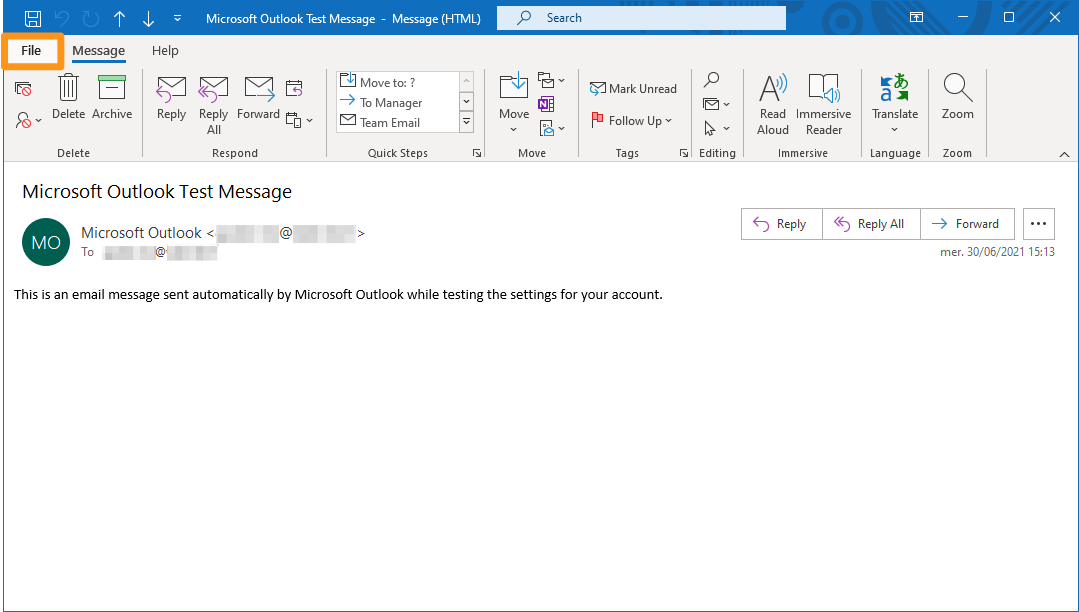 Microsoft Outlook Test Message - Message (HTML)
Search
File
Message
Help
Delete
Archive
Reply
Reply All
Forward
Move to: ?
To Manager
Team Email
Move
Mark Unread
Follow Up
Read Aloud
Immersive Reader
Translate
Zoom
Delete
Respond
Quick Steps
Move
Tags
Editing
Immersive
Language
Zoom
Microsoft Outlook Test Message
MO
Microsoft Outlook < @ >
To @
Reply
Reply All
Forward
mer. 30/06/2021 15:13
This is an email message sent automatically by Microsoft Outlook while testing the settings for your account.